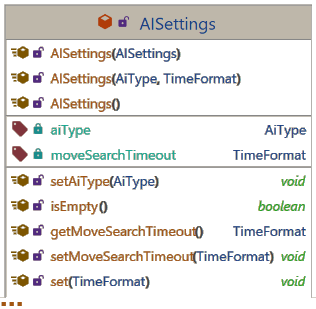 AISettings
AISettings(AISettings)
AISettings(AiType, TimeFormat)
AISettings()
aiType AiType
moveSearchTimeout TimeFormat
setAiType(AiType) void
isEmpty() boolean
getMoveSearchTimeout() TimeFormat
setMoveSearchTimeout(TimeFormat) void
set(TimeFormat) void